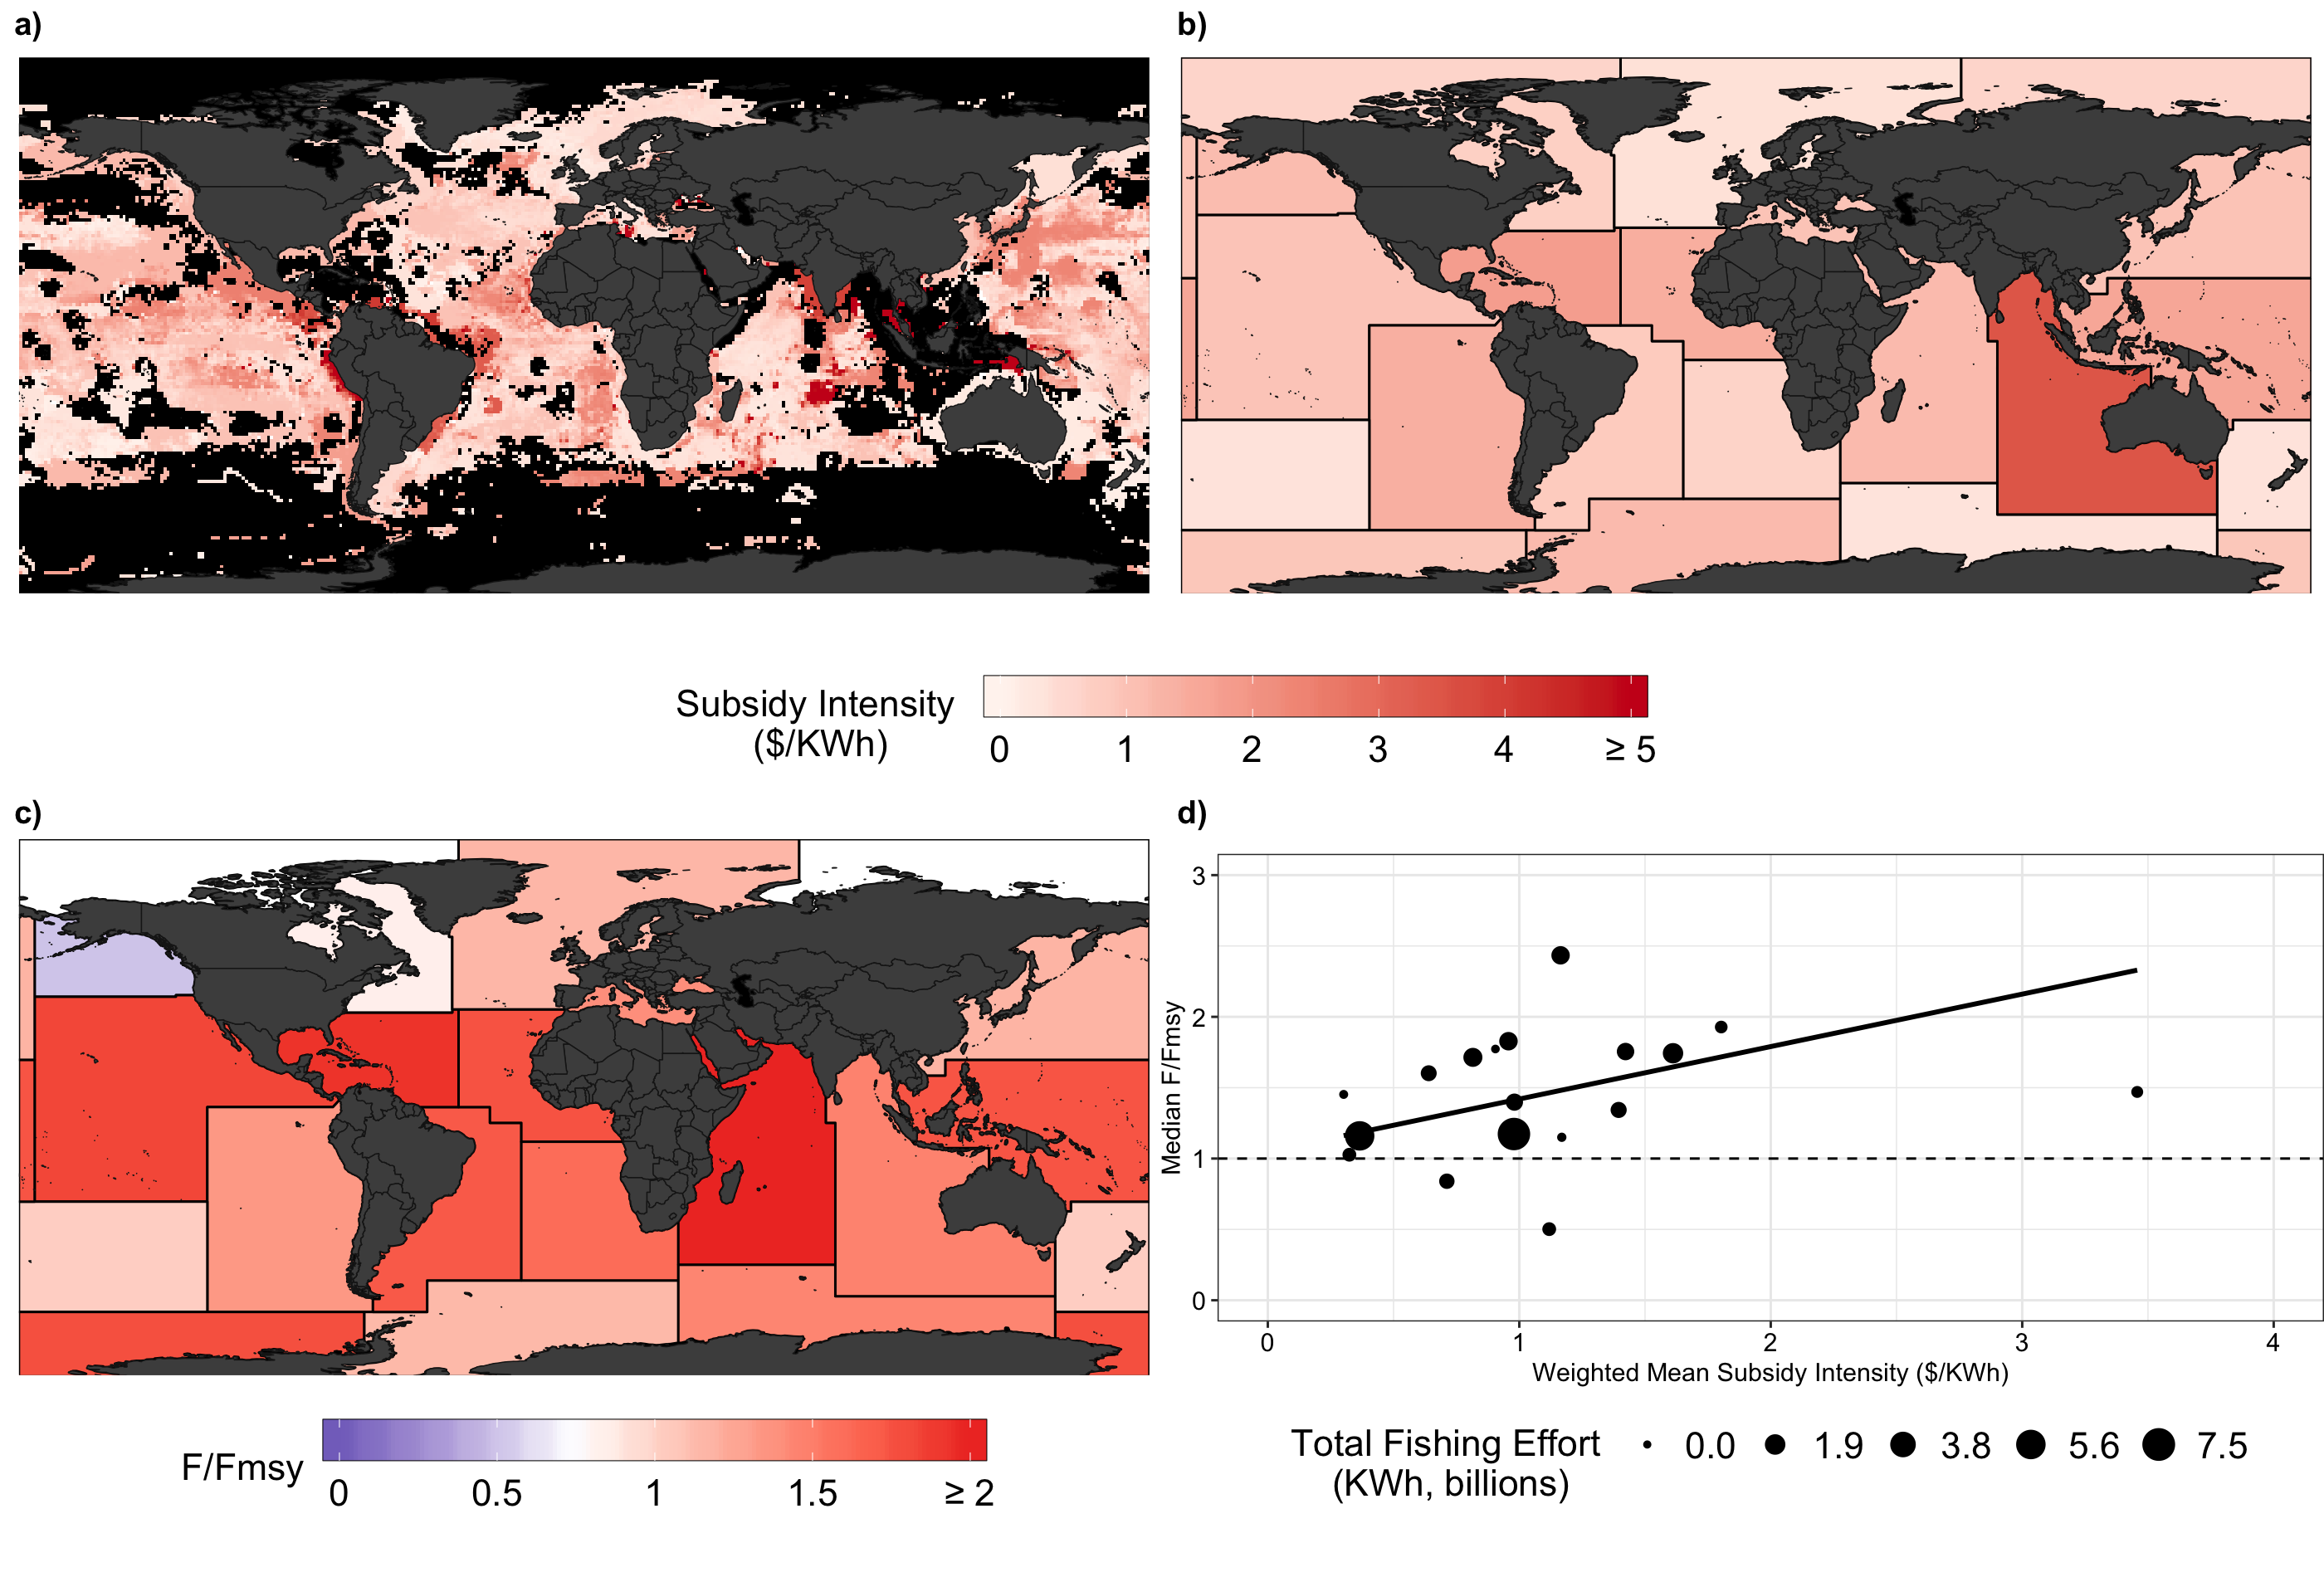 a)
b)
Subsidy Intensity
($/KWh)
0 1 2 3 4 ≥ 5
c)
d)
F/Fmsy
0 0.5 1 1.5 ≥ 2
Median F/Fmsy
3
2
1
0
0 1 2 3 4
Weighted Mean Subsidy Intensity ($/KWh)
Total Fishing Effort
(KWh, billions)
0.0 1.9 3.8 5.6 7.5